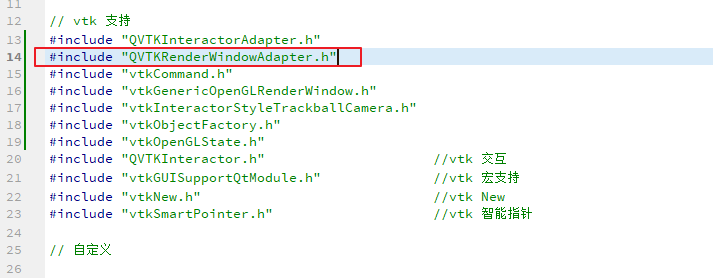 11
12 // vtk 支持
13 #include "QVTKInteractorAdapter.h"
14 #include "QVTKRenderWindowAdapter.h"
15 #include "vtkCommand.h"
16 #include "vtkGenericOpenGLRenderWindow.h"
17 #include "vtkInteractorStyleTrackballCamera.h"
18 #include "vtkObjectFactory.h"
19 #include "vtkOpenGLState.h"
20 #include "QVTKInteractor.h" //vtk 交互
21 #include "vtkGUISupportQtModule.h" //vtk 宏支持
22 #include "vtkNew.h" //vtk New
23 #include "vtkSmartPointer.h" //vtk 智能指针
24
25 // 自定义
26